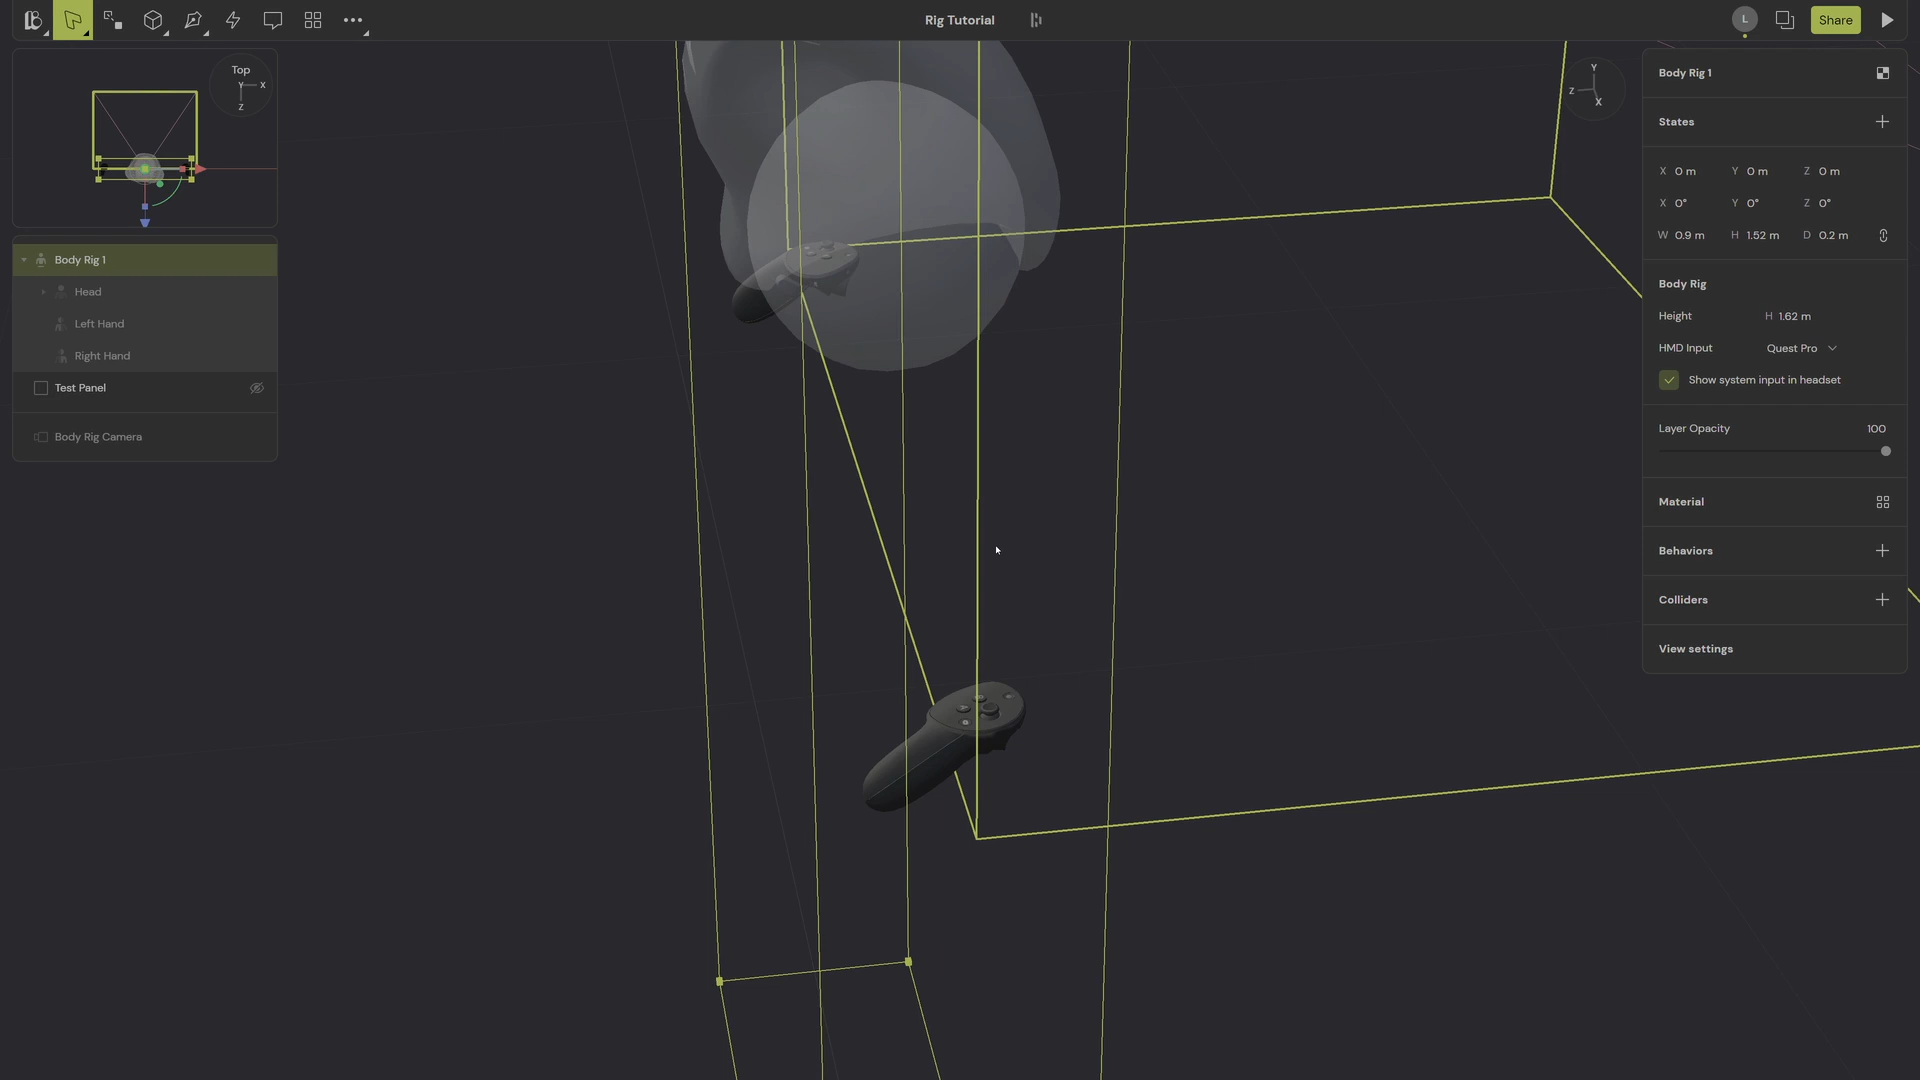 Rig Tutorial
L
Share
Top
Y X
Z
Body Rig 1
Head
Left Hand
Right Hand
Test Panel
Body Rig Camera
Y
Z
X
Body Rig 1
States
X 0 m Y 0 m Z 0 m
X 0° Y 0° Z 0°
W 0.9 m H 1.52 m D 0.2 m
Body Rig
Height H 1.62 m
HMD Input Quest Pro
Show system input in headset
Layer Opacity 100
Material
Behaviors
Colliders
View settings